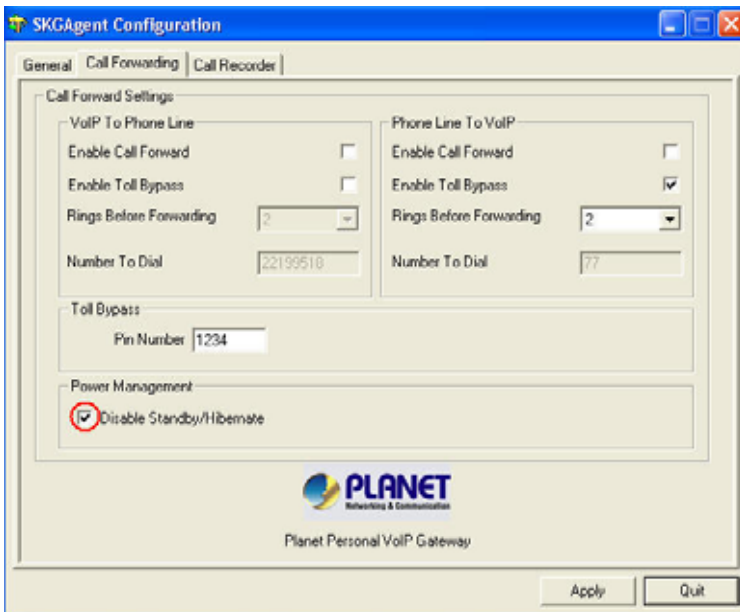 SKGAgent Configuration
General
Call Forwarding
Call Recorder
Call Forward Settings
VoIP To Phone Line
Enable Call Forward
Enable Toll Bypass
Rings Before Forwarding 2
Number To Dial 22199518
Phone Line To VoIP
Enable Call Forward
Enable Toll Bypass
Rings Before Forwarding 2
Number To Dial 77
Toll Bypass
Pin Number 1234
Power Management
Disable Standby/Hibernate
PLANET
Networking & Communication
Planet Personal VoIP Gateway
Apply
Quit